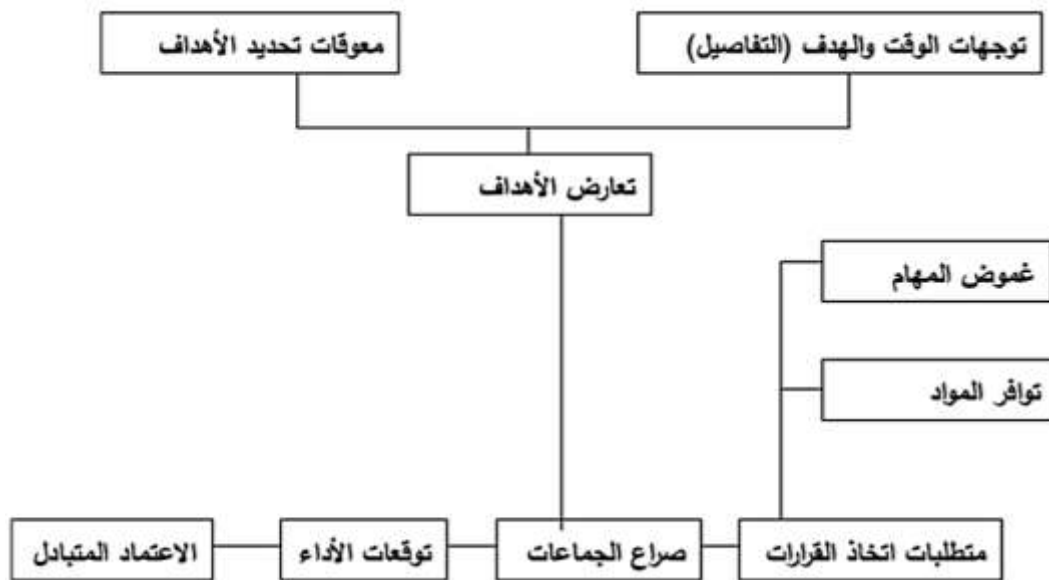 توجهات الوقت والهدف (التفاصيل)
معوقات تحديد الأهداف
تعارض الأهداف
غموض المهام
توافر المواد
متطلبات اتخاذ القرارات
صراع الجماعات
توقعات الأداء
الاعتماد المتبادل